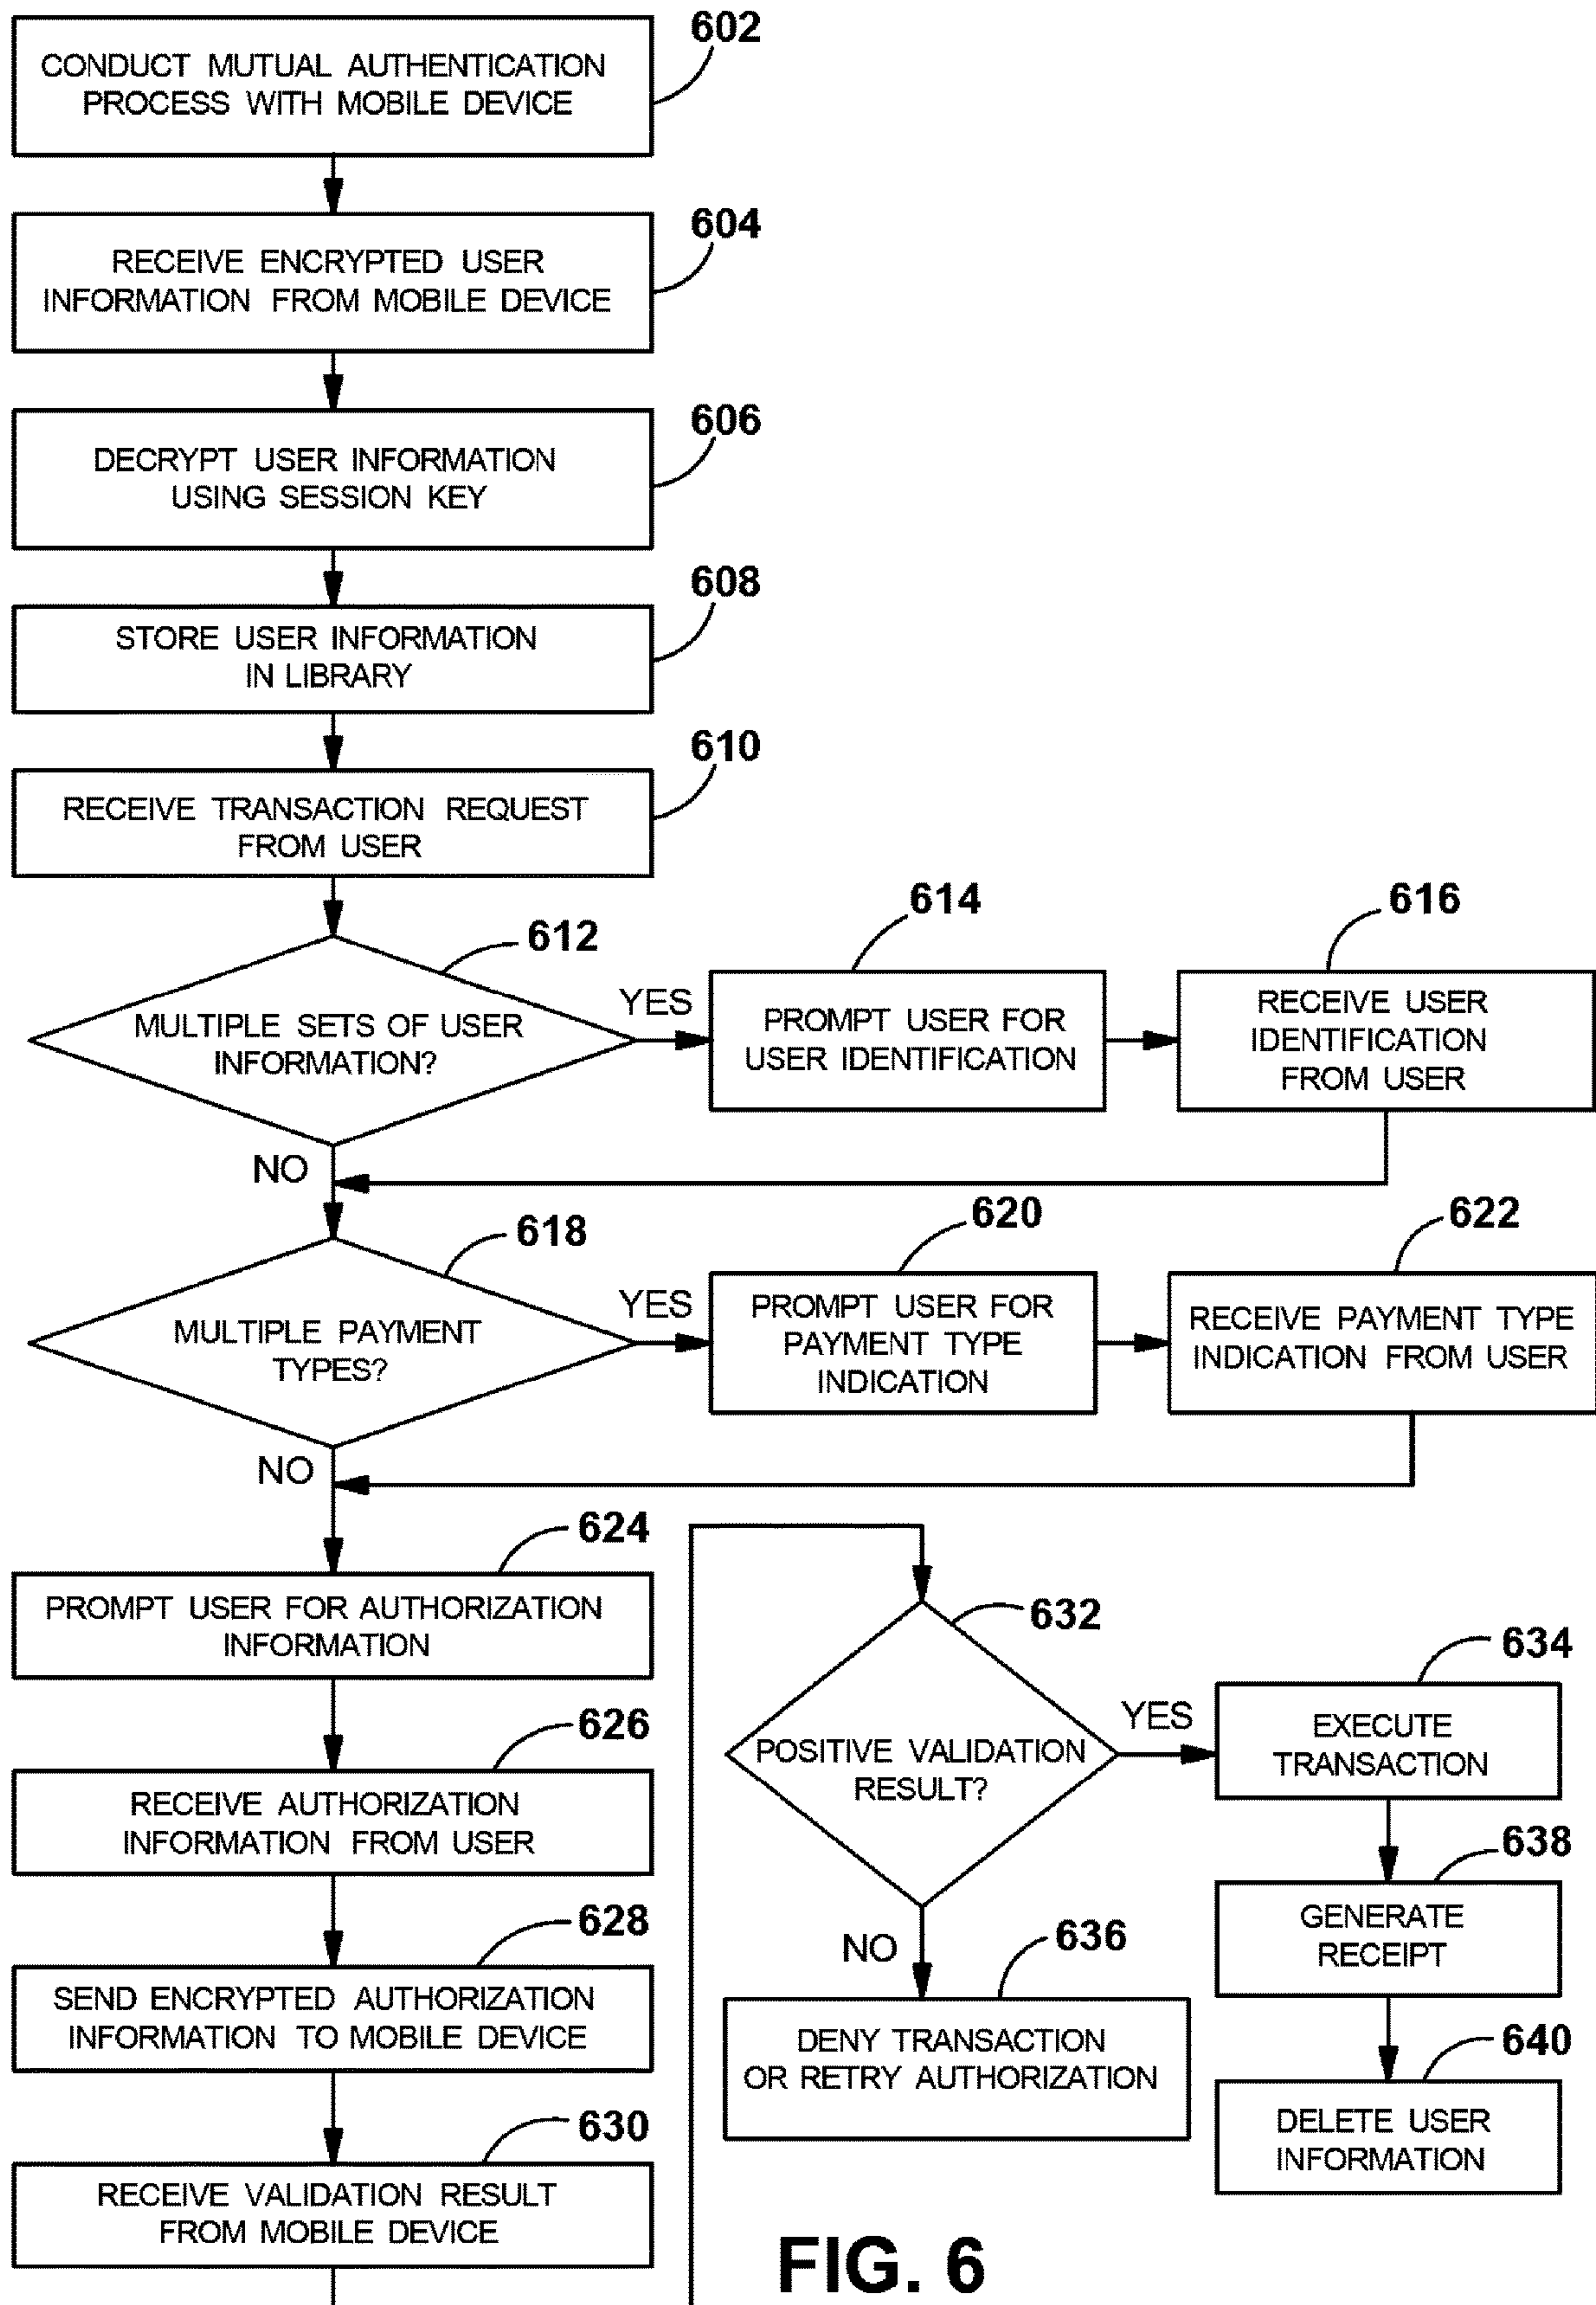 602
CONDUCT MUTUAL AUTHENTICATION
PROCESS WITH MOBILE DEVICE
604
RECEIVE ENCRYPTED USER
INFORMATION FROM MOBILE DEVICE
606
DECRYPT USER INFORMATION
USING SESSION KEY
608
STORE USER INFORMATION
IN LIBRARY
610
RECEIVE TRANSACTION REQUEST
FROM USER
612
MULTIPLE SETS OF USER
INFORMATION?
YES
NO
614
PROMPT USER FOR
USER IDENTIFICATION
616
RECEIVE USER
IDENTIFICATION
FROM USER
618
MULTIPLE PAYMENT
TYPES?
YES
NO
620
PROMPT USER FOR
PAYMENT TYPE
INDICATION
622
RECEIVE PAYMENT TYPE
INDICATION FROM USER
624
PROMPT USER FOR AUTHORIZATION
INFORMATION
626
RECEIVE AUTHORIZATION
INFORMATION FROM USER
628
SEND ENCRYPTED AUTHORIZATION
INFORMATION TO MOBILE DEVICE
630
RECEIVE VALIDATION RESULT
FROM MOBILE DEVICE
632
POSITIVE VALIDATION
RESULT?
YES
NO
634
EXECUTE
TRANSACTION
636
DENY TRANSACTION
OR RETRY AUTHORIZATION
638
GENERATE
RECEIPT
640
DELETE USER
INFORMATION
FIG. 6